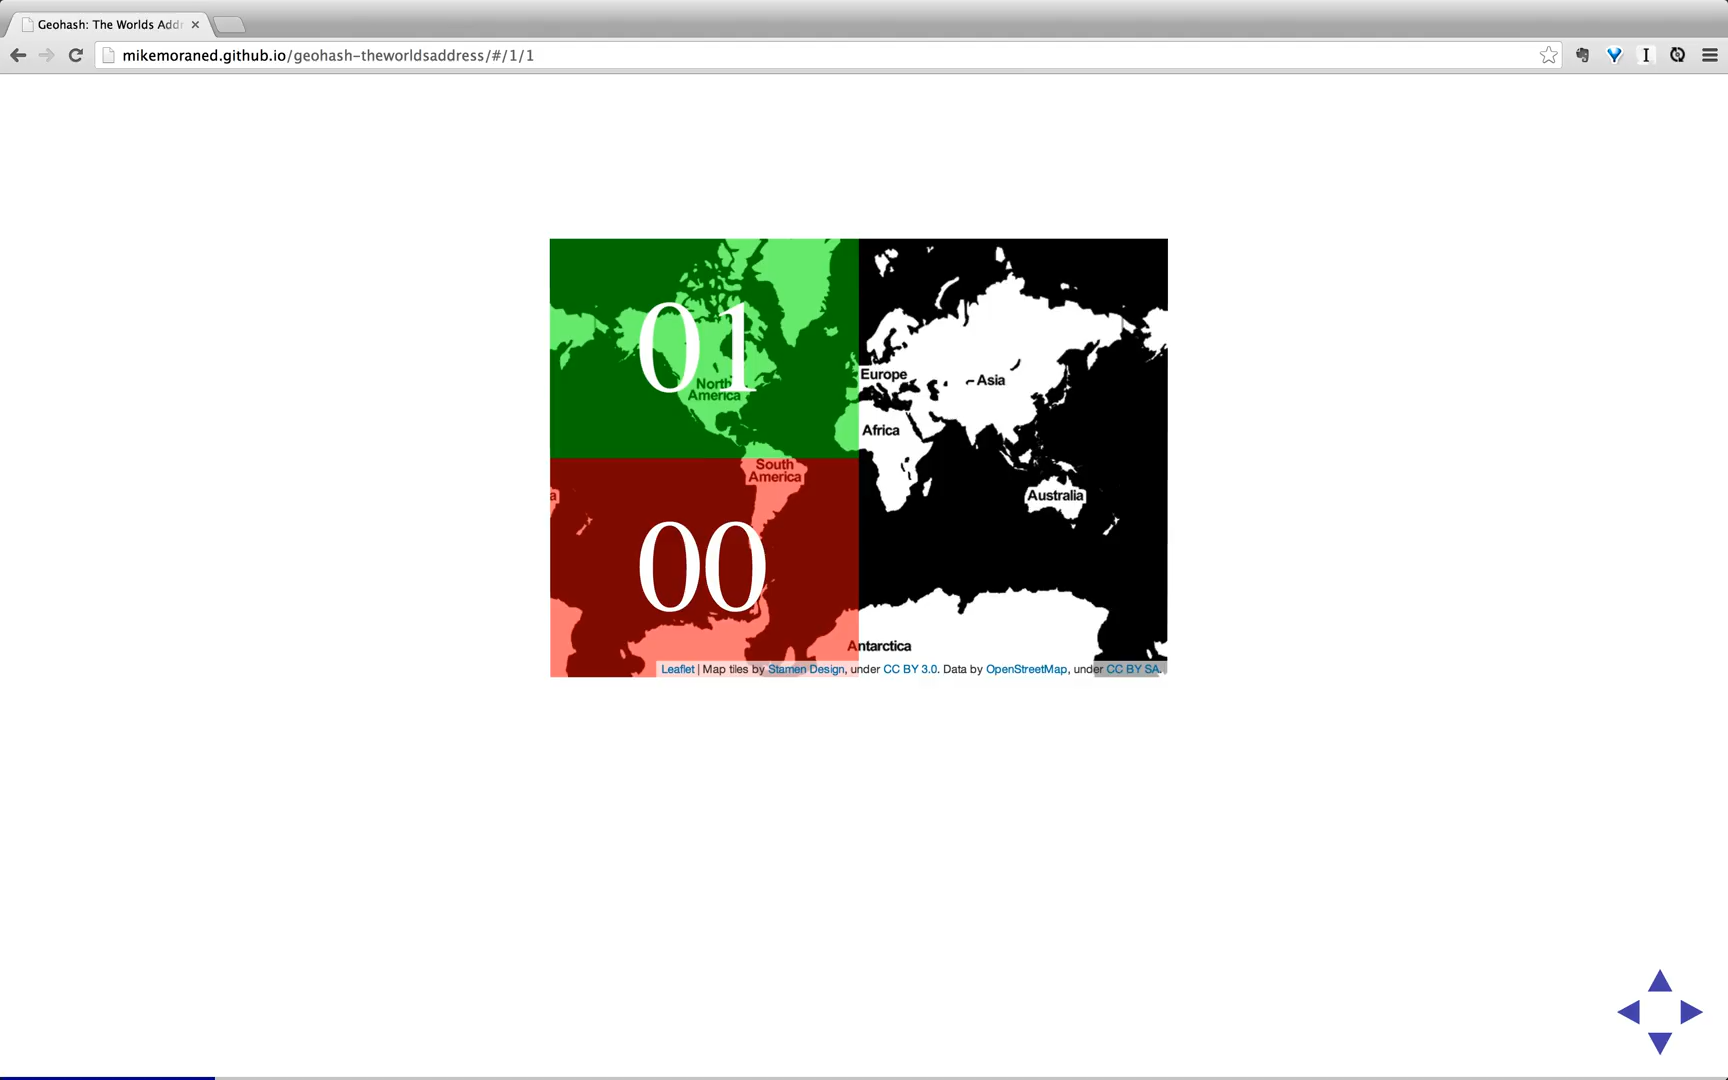 Geohash: The Worlds Addr
mikemoraned.github.io/geohash-theworldsaddress/#/1/1
01
North
America
Europe
Asia
Africa
South
America
a
Australia
00
Antarctica
Leaflet | Map tiles by Stamen Design, under CC BY 3.0. Data by OpenStreetMap, under CC BY SA.